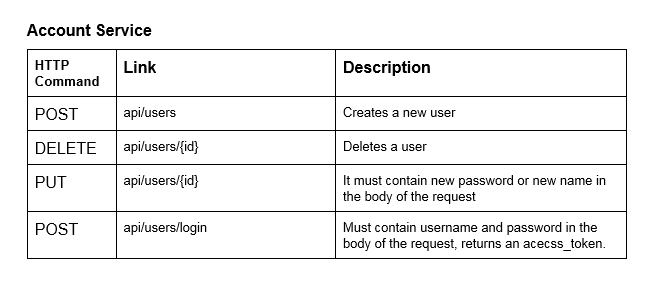 Account Service
HTTP Command Link Description
POST api/users Creates a new user
DELETE api/users/{id} Deletes a user
PUT api/users/{id} It must contain new password or new name in
the body of the request
POST api/users/login Must contain username and password in the
body of the request, returns an acecss_token.